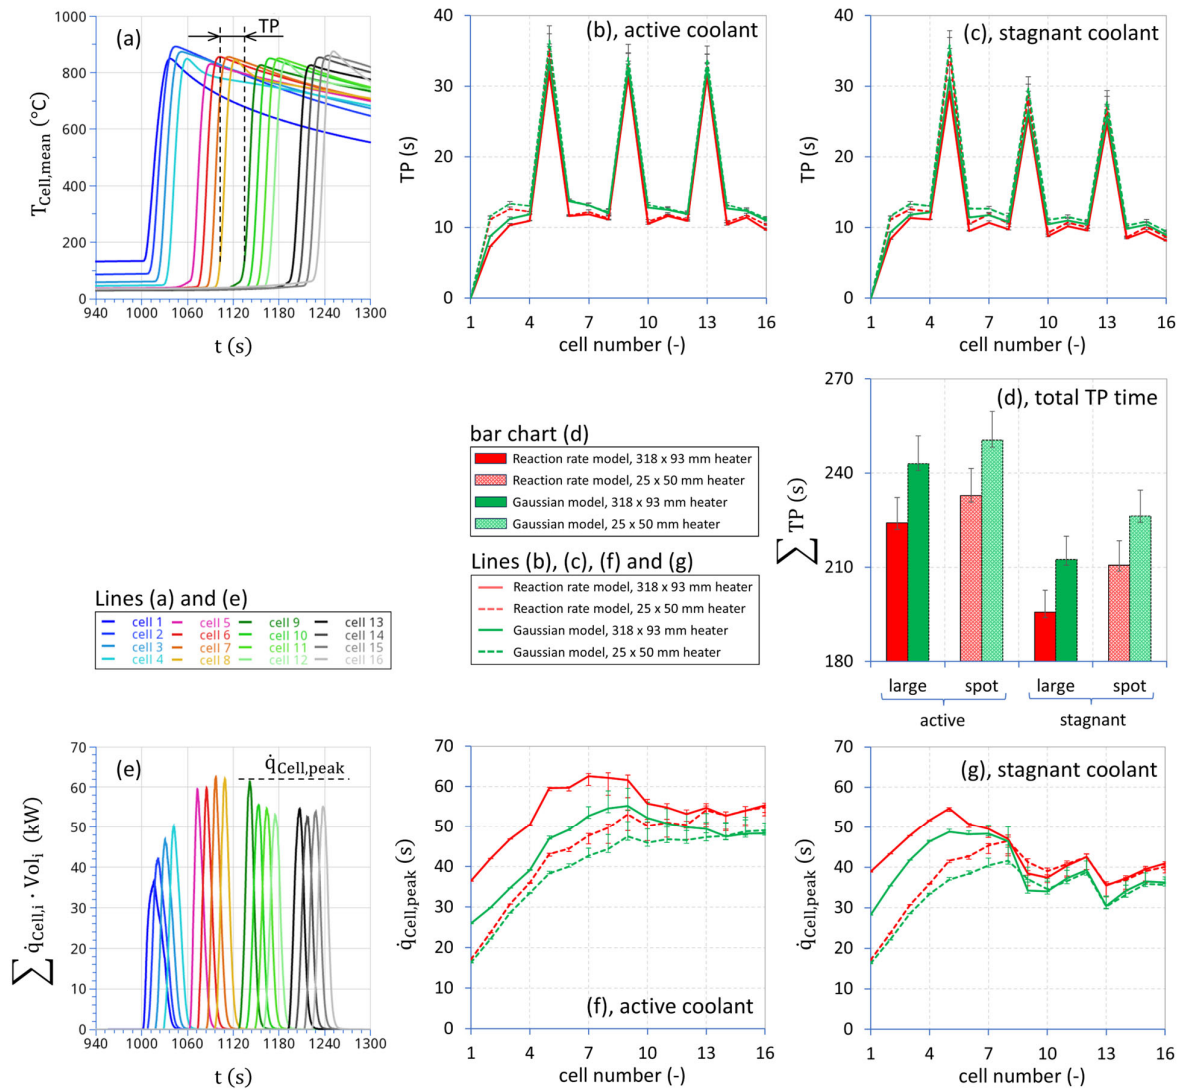 (a)
TP
T_Cell,mean (°C)
1000
800
600
400
200
0
940 1000 1060 1120 1180 1240 1300
t (s)
(b), active coolant
TP (s)
40
30
20
10
0
1 4 7 10 13 16
cell number (-)
(c), stagnant coolant
TP (s)
40
30
20
10
0
1 4 7 10 13 16
cell number (-)
(d), total TP time
∑ TP (s)
270
240
210
180
large spot large spot
active stagnant
bar chart (d)
Reaction rate model, 318 x 93 mm heater
Reaction rate model, 25 x 50 mm heater
Gaussian model, 318 x 93 mm heater
Gaussian model, 25 x 50 mm heater
Lines (b), (c), (f) and (g)
Reaction rate model, 318 x 93 mm heater
Reaction rate model, 25 x 50 mm heater
Gaussian model, 318 x 93 mm heater
Gaussian model, 25 x 50 mm heater
Lines (a) and (e)
cell 1 cell 5 cell 9 cell 13
cell 2 cell 6 cell 10 cell 14
cell 3 cell 7 cell 11 cell 15
cell 4 cell 8 cell 12 cell 16
(e)
q̇_Cell,peak
∑ q̇_Cell,i · Vol_i (kW)
70
60
50
40
30
20
10
0
940 1000 1060 1120 1180 1240 1300
t (s)
q̇_Cell,peak (s)
70
60
50
40
30
20
10
0
(f), active coolant
1 4 7 10 13 16
cell number (-)
(g), stagnant coolant
q̇_Cell,peak (s)
70
60
50
40
30
20
10
0
1 4 7 10 13 16
cell number (-)